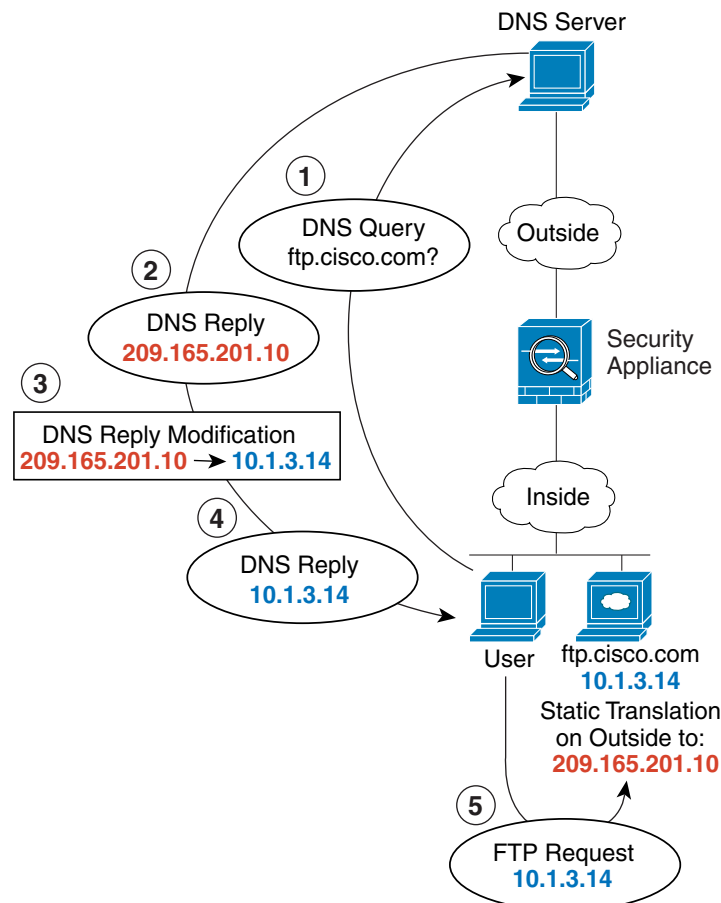 DNS Server
1
DNS Query
ftp.cisco.com?
Outside
2
DNS Reply
209.165.201.10
Security
Appliance
3
DNS Reply Modification
209.165.201.10 10.1.3.14
Inside
4
DNS Reply
10.1.3.14
User
ftp.cisco.com
10.1.3.14
Static Translation
on Outside to:
209.165.201.10
5
FTP Request
10.1.3.14